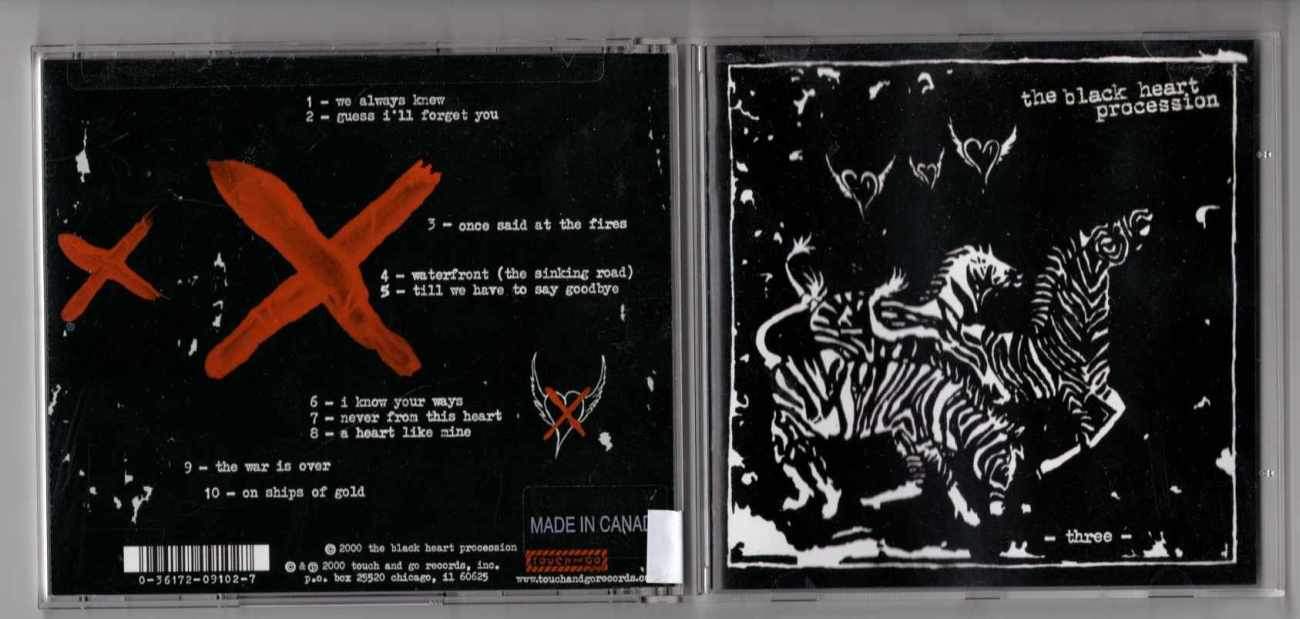 1 - we always knew
2 - guess i'll forget you
3 - once said at the fires
4 - waterfront (the sinking road)
5 - till we have to say goodbye
6 - i know your ways
7 - never from this heart
8 - a heart like mine
9 - the war is over
10 - on ships of gold
MADE IN CANAD
℗ 2000 the black heart procession
© & ℗ 2000 touch and go records, inc.
p.o. box 25520 chicago, il 60625
0-36172-09102-7
TOUCH AND GO
www.touchandgorecords.co
the black heart
procession
- three -